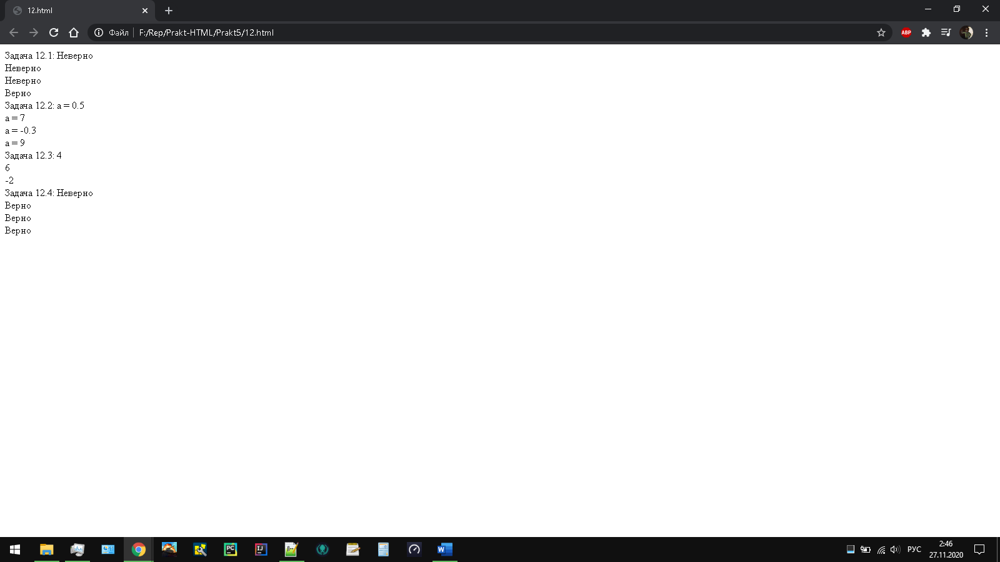 12.html
Файл
F:/Rep/Prakt-HTML/Prakt5/12.html
ABP
Задача 12.1: Неверно
Неверно
Неверно
Верно
Задача 12.2: a = 0.5
a = 7
a = -0.3
a = 9
Задача 12.3: 4
6
-2
Задача 12.4: Неверно
Верно
Верно
Верно
PC
IJ
W
РУС
2:46
27.11.2020